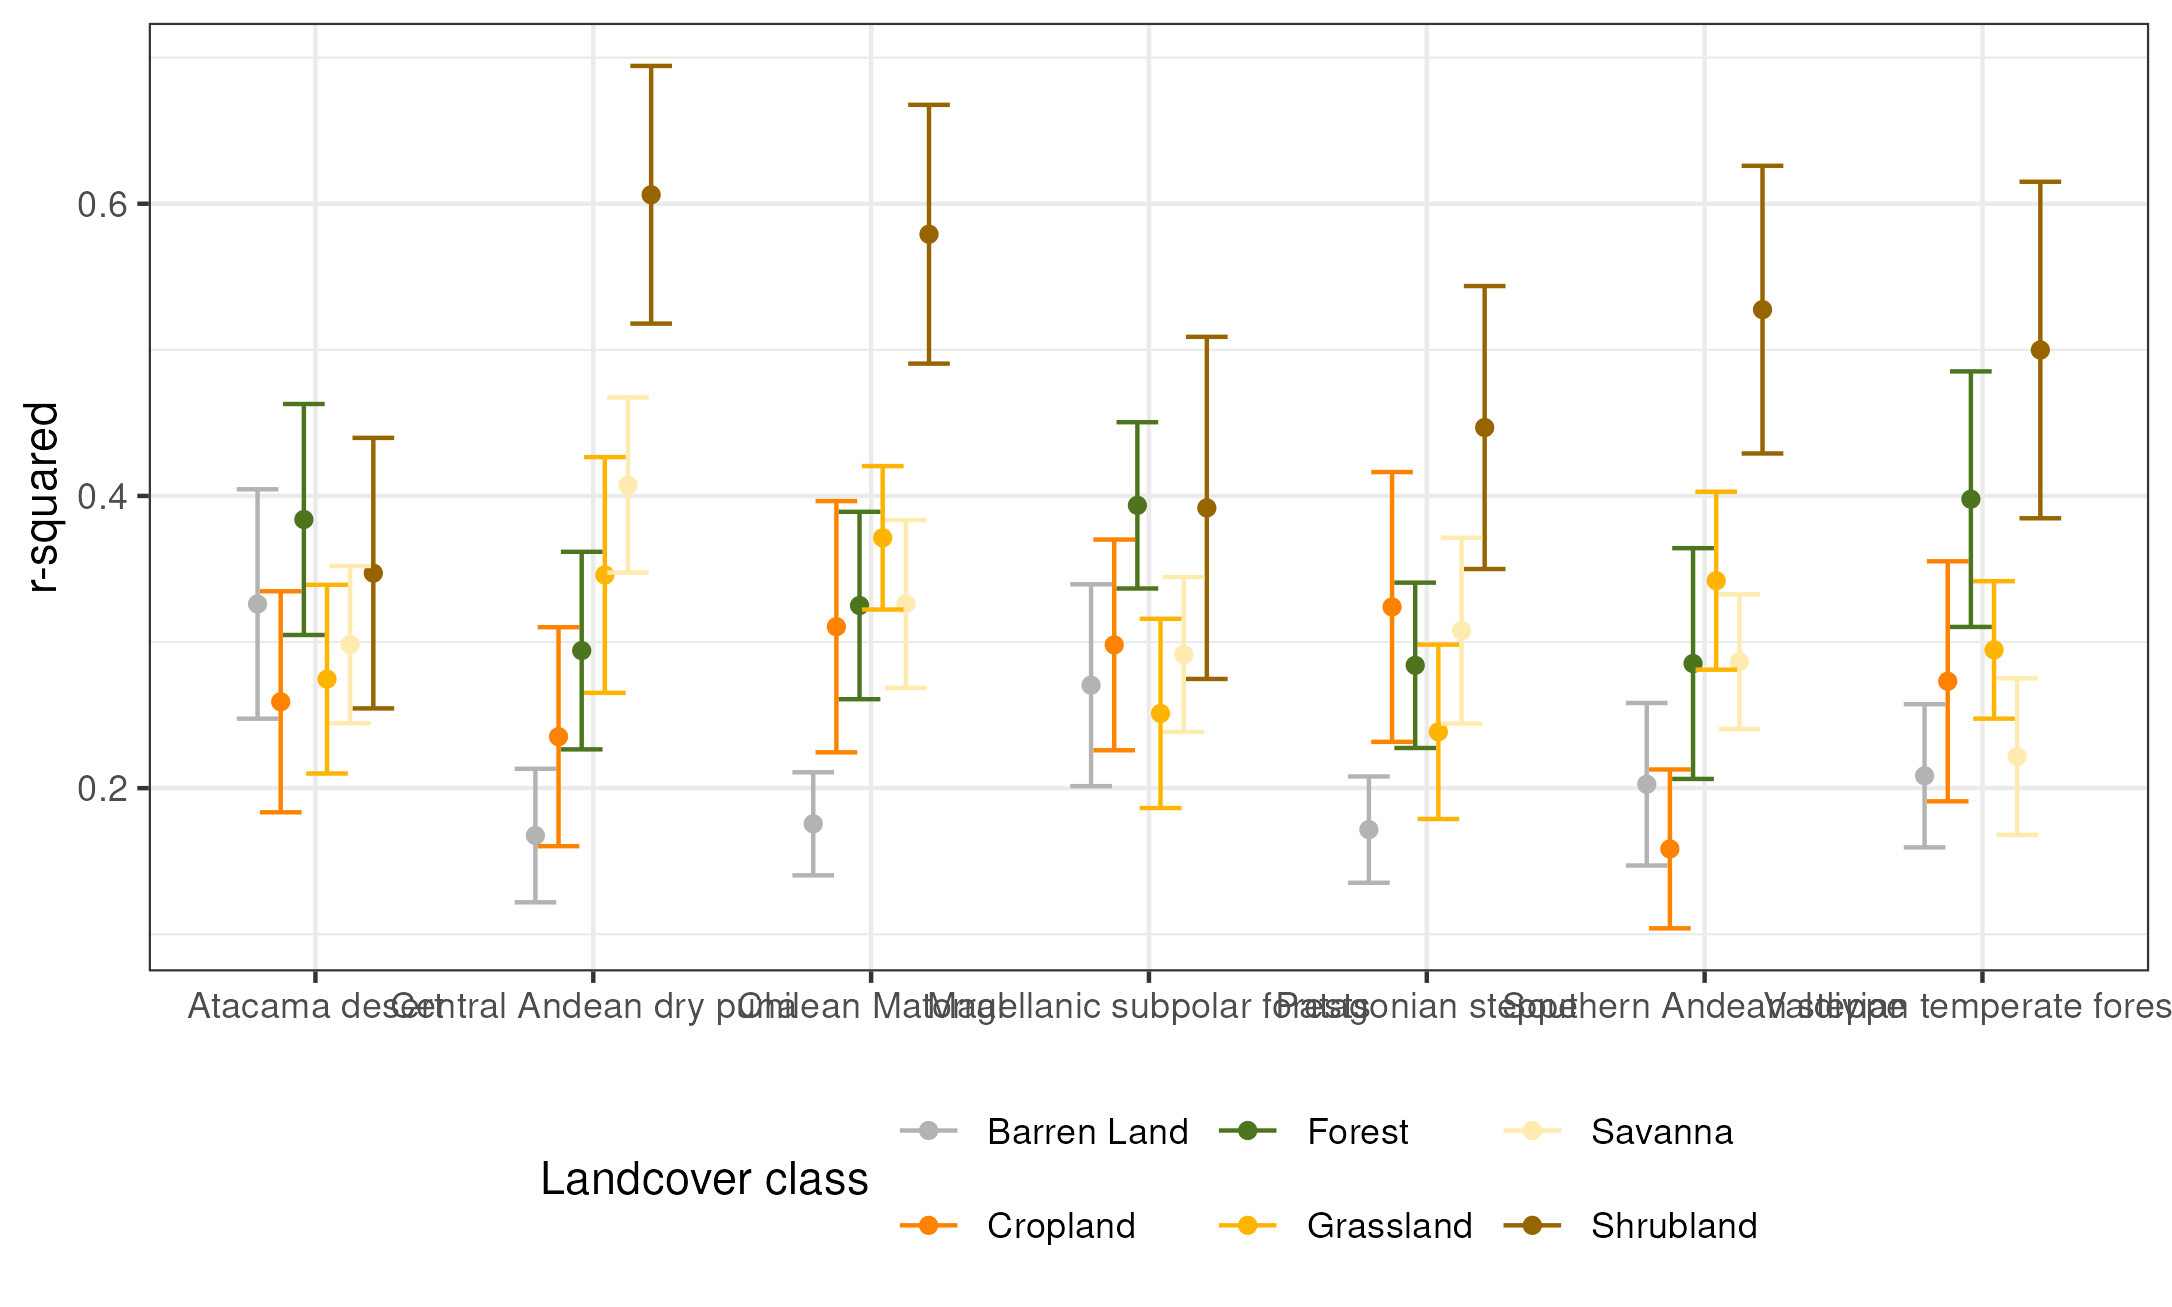 r-squared
0.6
0.4
0.2
Atacama desert Central Andean dry puna Chilean Matorral Magellanic subpolar forests Patagonian steppe Southern Andean steppe Valdivian temperate fores
Landcover class
Barren Land Forest Savanna
Cropland Grassland Shrubland